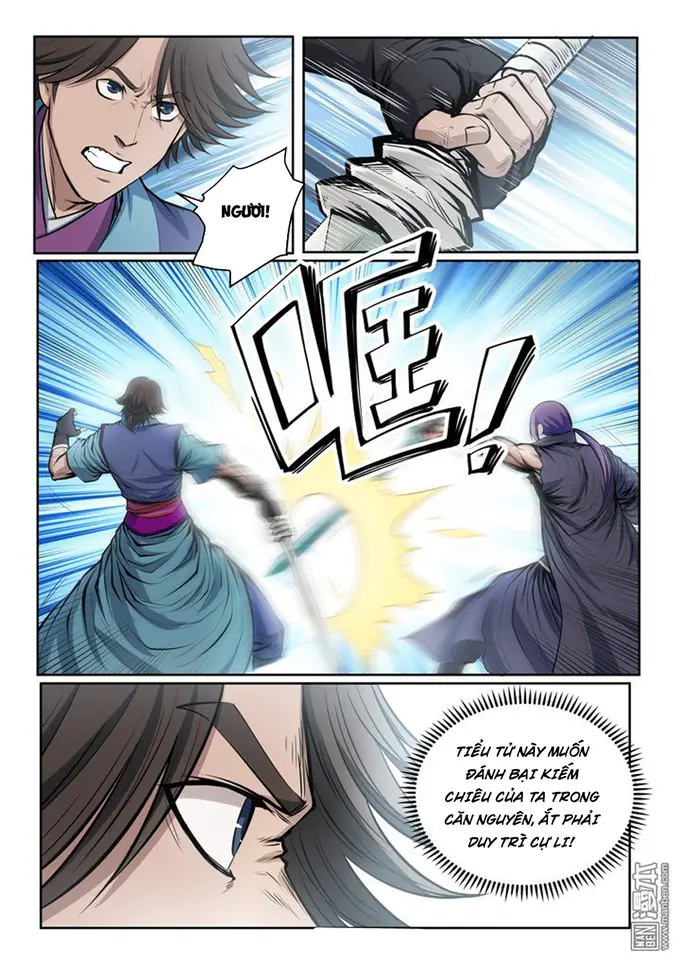 NGƯƠI!
哐!
TIỂU TỬ NÀY MUỐN
ĐÁNH BẠI KIẾM
CHIÊU CỦA TA TRONG
CĂN NGUYÊN, ẮT PHẢI
DUY TRÌ CỰ LI!
漫本
MAN
BEN
www.manben.com